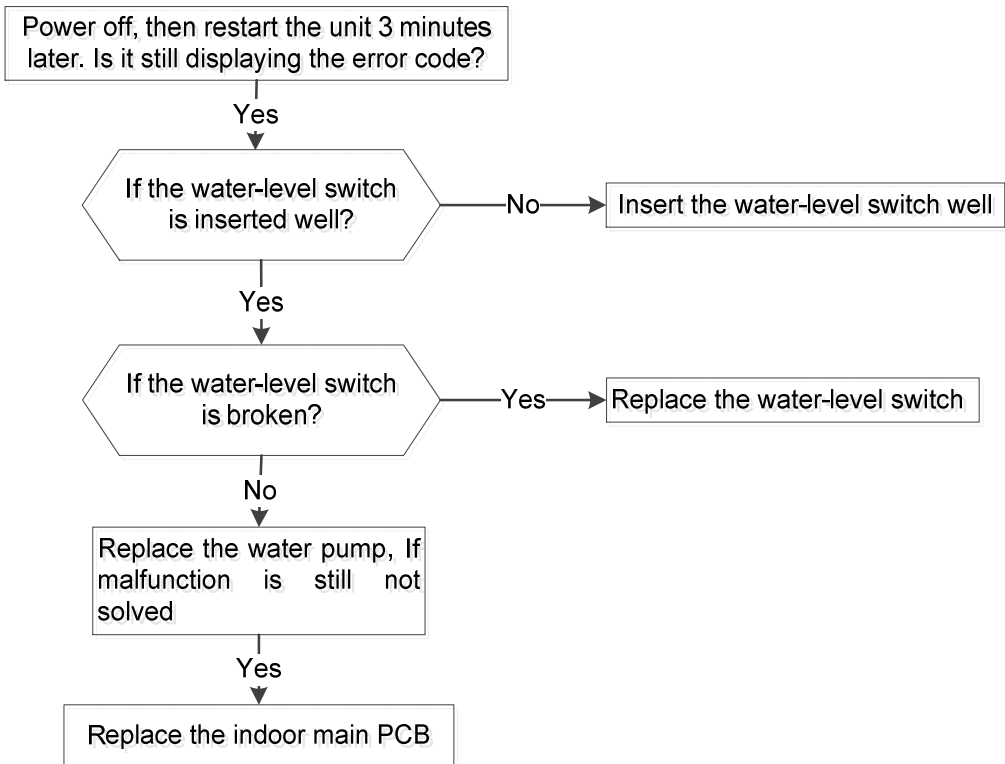 Power off, then restart the unit 3 minutes
later. Is it still displaying the error code?
Yes
If the water-level switch
is inserted well?
No
Insert the water-level switch well
Yes
If the water-level switch
is broken?
Yes
Replace the water-level switch
No
Replace the water pump, If
malfunction is still not
solved
Yes
Replace the indoor main PCB